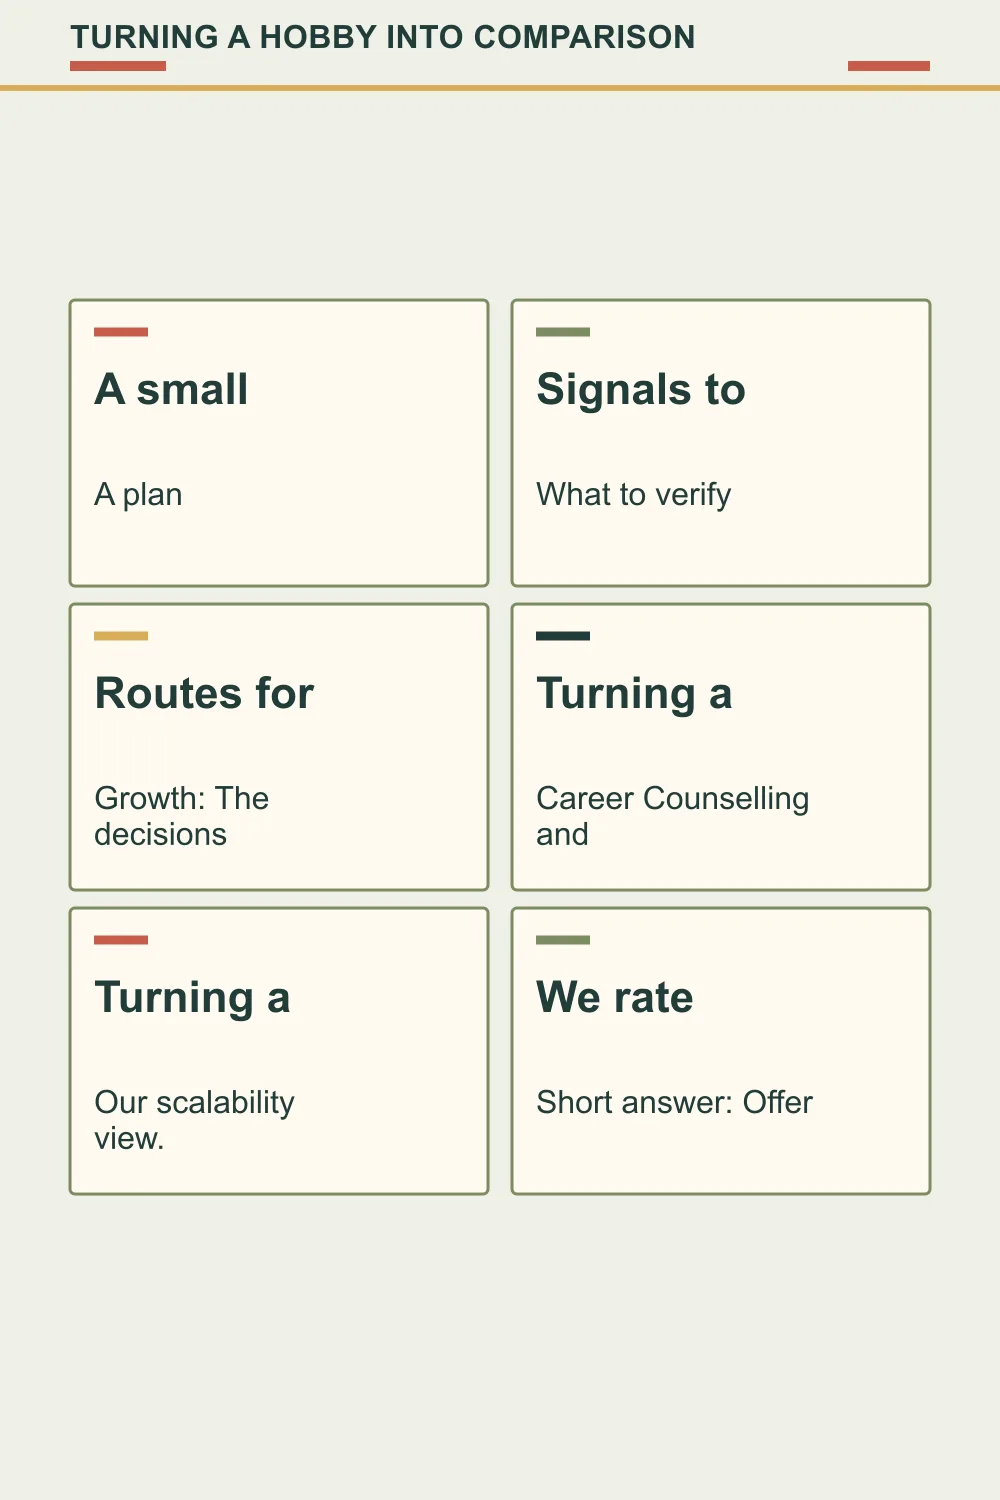 TURNING A HOBBY INTO COMPARISON
A small
A plan
Signals to
What to verify
Routes for
Growth: The
decisions
Turning a
Career Counselling
and
Turning a
Our scalability
view.
We rate
Short answer: Offer